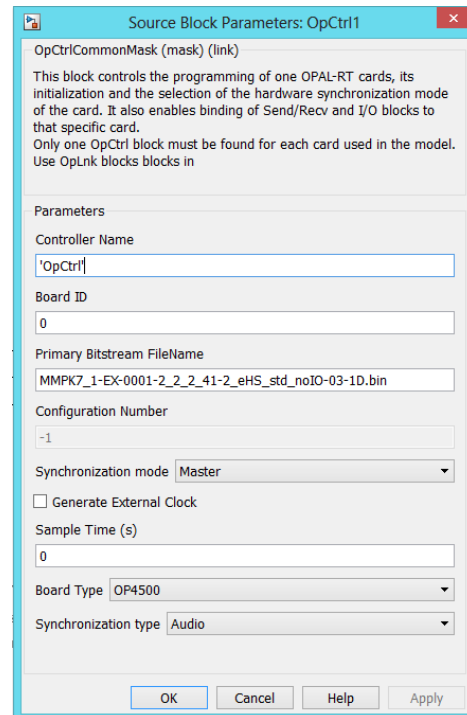 Source Block Parameters: OpCtrl1
OpCtrlCommonMask (mask) (link)
This block controls the programming of one OPAL-RT cards, its
initialization and the selection of the hardware synchronization mode
of the card. It also enables binding of Send/Recv and I/O blocks to
that specific card.
Only one OpCtrl block must be found for each card used in the model.
Use OpLnk blocks blocks in
Parameters
Controller Name
'OpCtrl'
Board ID
0
Primary Bitstream FileName
MMPK7_1-EX-0001-2_2_2_41-2_eHS_std_noIO-03-1D.bin
Configuration Number
-1
Synchronization mode Master
Generate External Clock
Sample Time (s)
0
Board Type OP4500
Synchronization type Audio
OK Cancel Help Apply